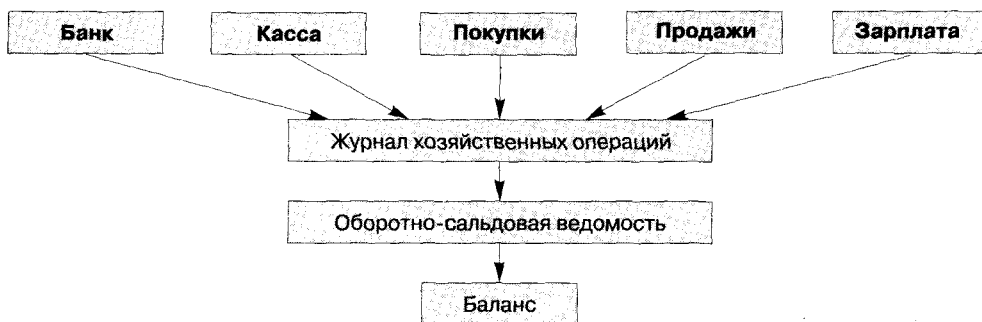 Банк
Касса
Покупки
Продажи
Зарплата
Журнал хозяйственных операций
Оборотно-сальдовая ведомость
Баланс